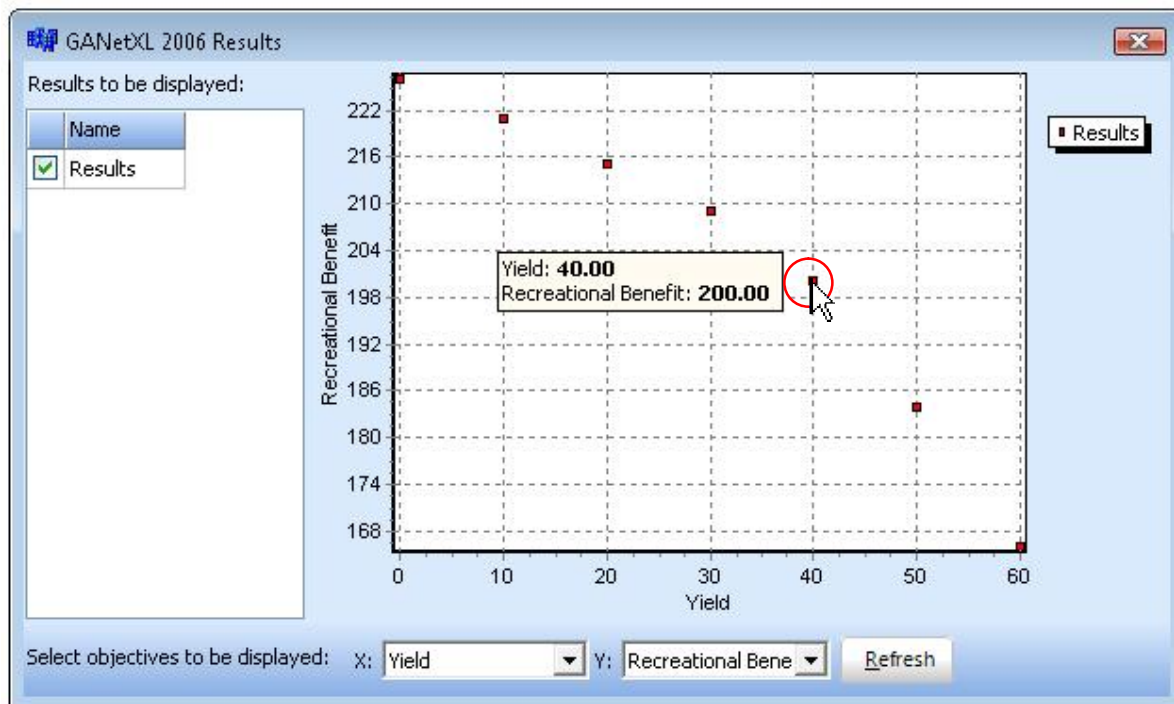 GANetXL 2006 Results
Results to be displayed:
Name
Results
222
216
210
204
198
192
186
180
174
168
Recreational Benefit
Yield: 40.00
Recreational Benefit: 200.00
0 10 20 30 40 50 60
Yield
Results
Select objectives to be displayed: X: Yield Y: Recreational Bene Refresh